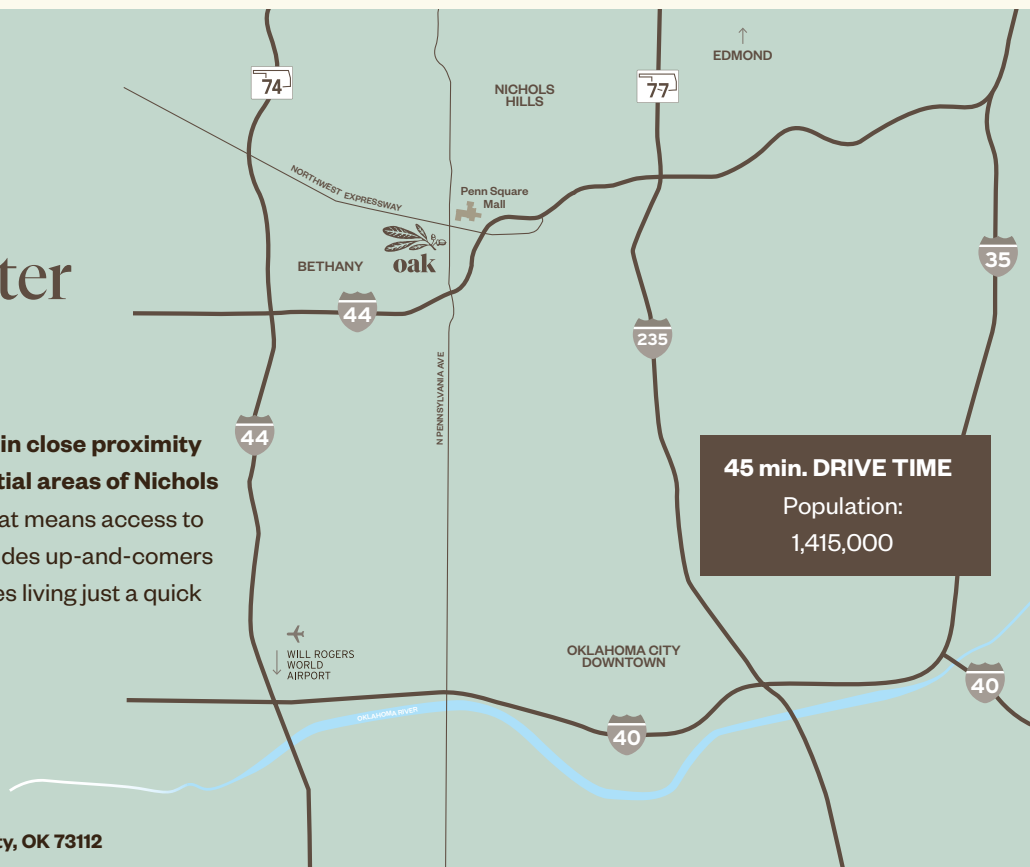 EDMOND
74
77
NICHOLS
HILLS
NORTHWEST EXPRESSWAY
Penn Square
Mall
BETHANY
oak
35
ter
44
235
N PENNSYLVANIA AVE
44
in close proximity
tial areas of Nichols
at means access to
des up-and-comers
es living just a quick
45 min. DRIVE TIME
Population:
1,415,000
WILL ROGERS
WORLD
AIRPORT
OKLAHOMA CITY
DOWNTOWN
40
OKLAHOMA RIVER
40
ty, OK 73112